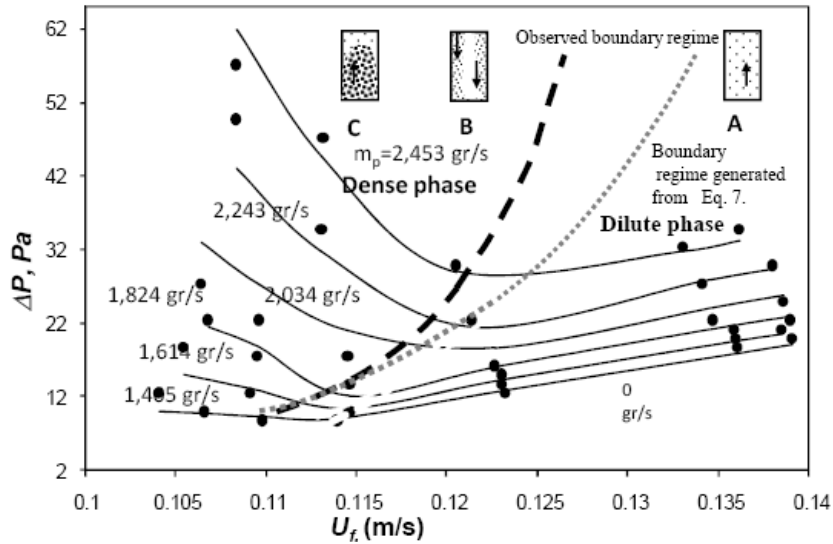 62
52
42
32
22
12
2
ΔP, Pa
Observed boundary regime
C
B
A
m_p=2,453 gr/s
Dense phase
Boundary
regime generated
from Eq. 7.
Dilute phase
2,243 gr/s
2,034 gr/s
1,824 gr/s
1,614 gr/s
1,405 gr/s
0
gr/s
0.1
0.105
0.11
0.115
0.12
0.125
0.13
0.135
0.14
U_f, (m/s)